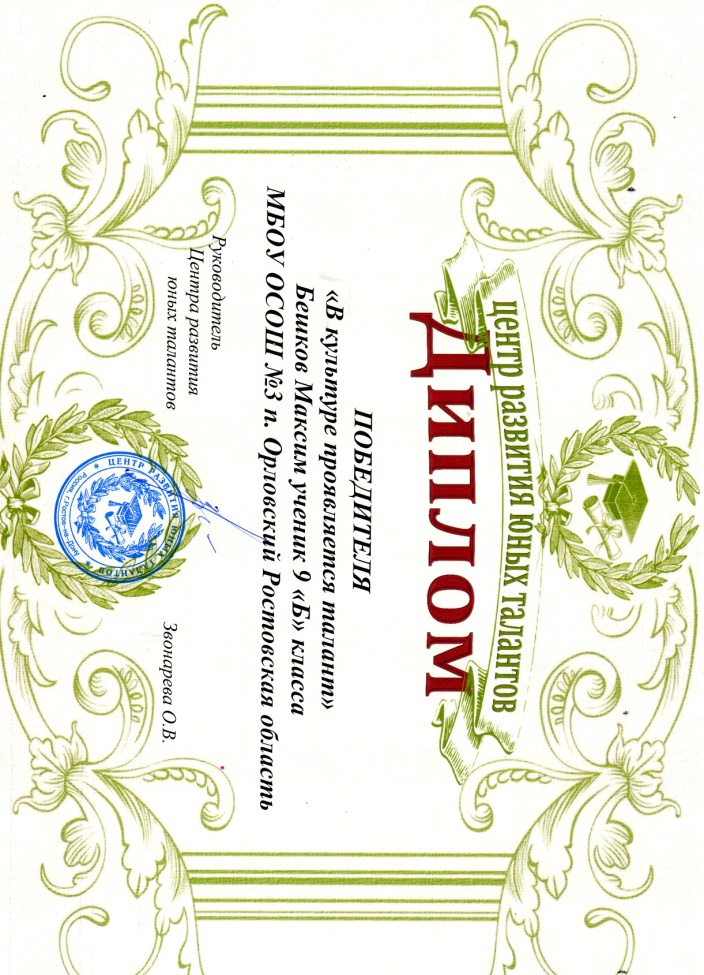 центр развития юных талантов
Диплом
ПОБЕДИТЕЛЯ
«В культуре проявляется талант»
Бешков Максим ученик 9 «Б» класса
МБОУ ОСОШ №3 п. Орловский Ростовская область
Руководитель
Центра развития
юных талантов
Звонарева О.В.
ЦЕНТР РАЗВИТИЯ ЮНЫХ ТАЛАНТОВ
Россия г.Ростов-на-Дону